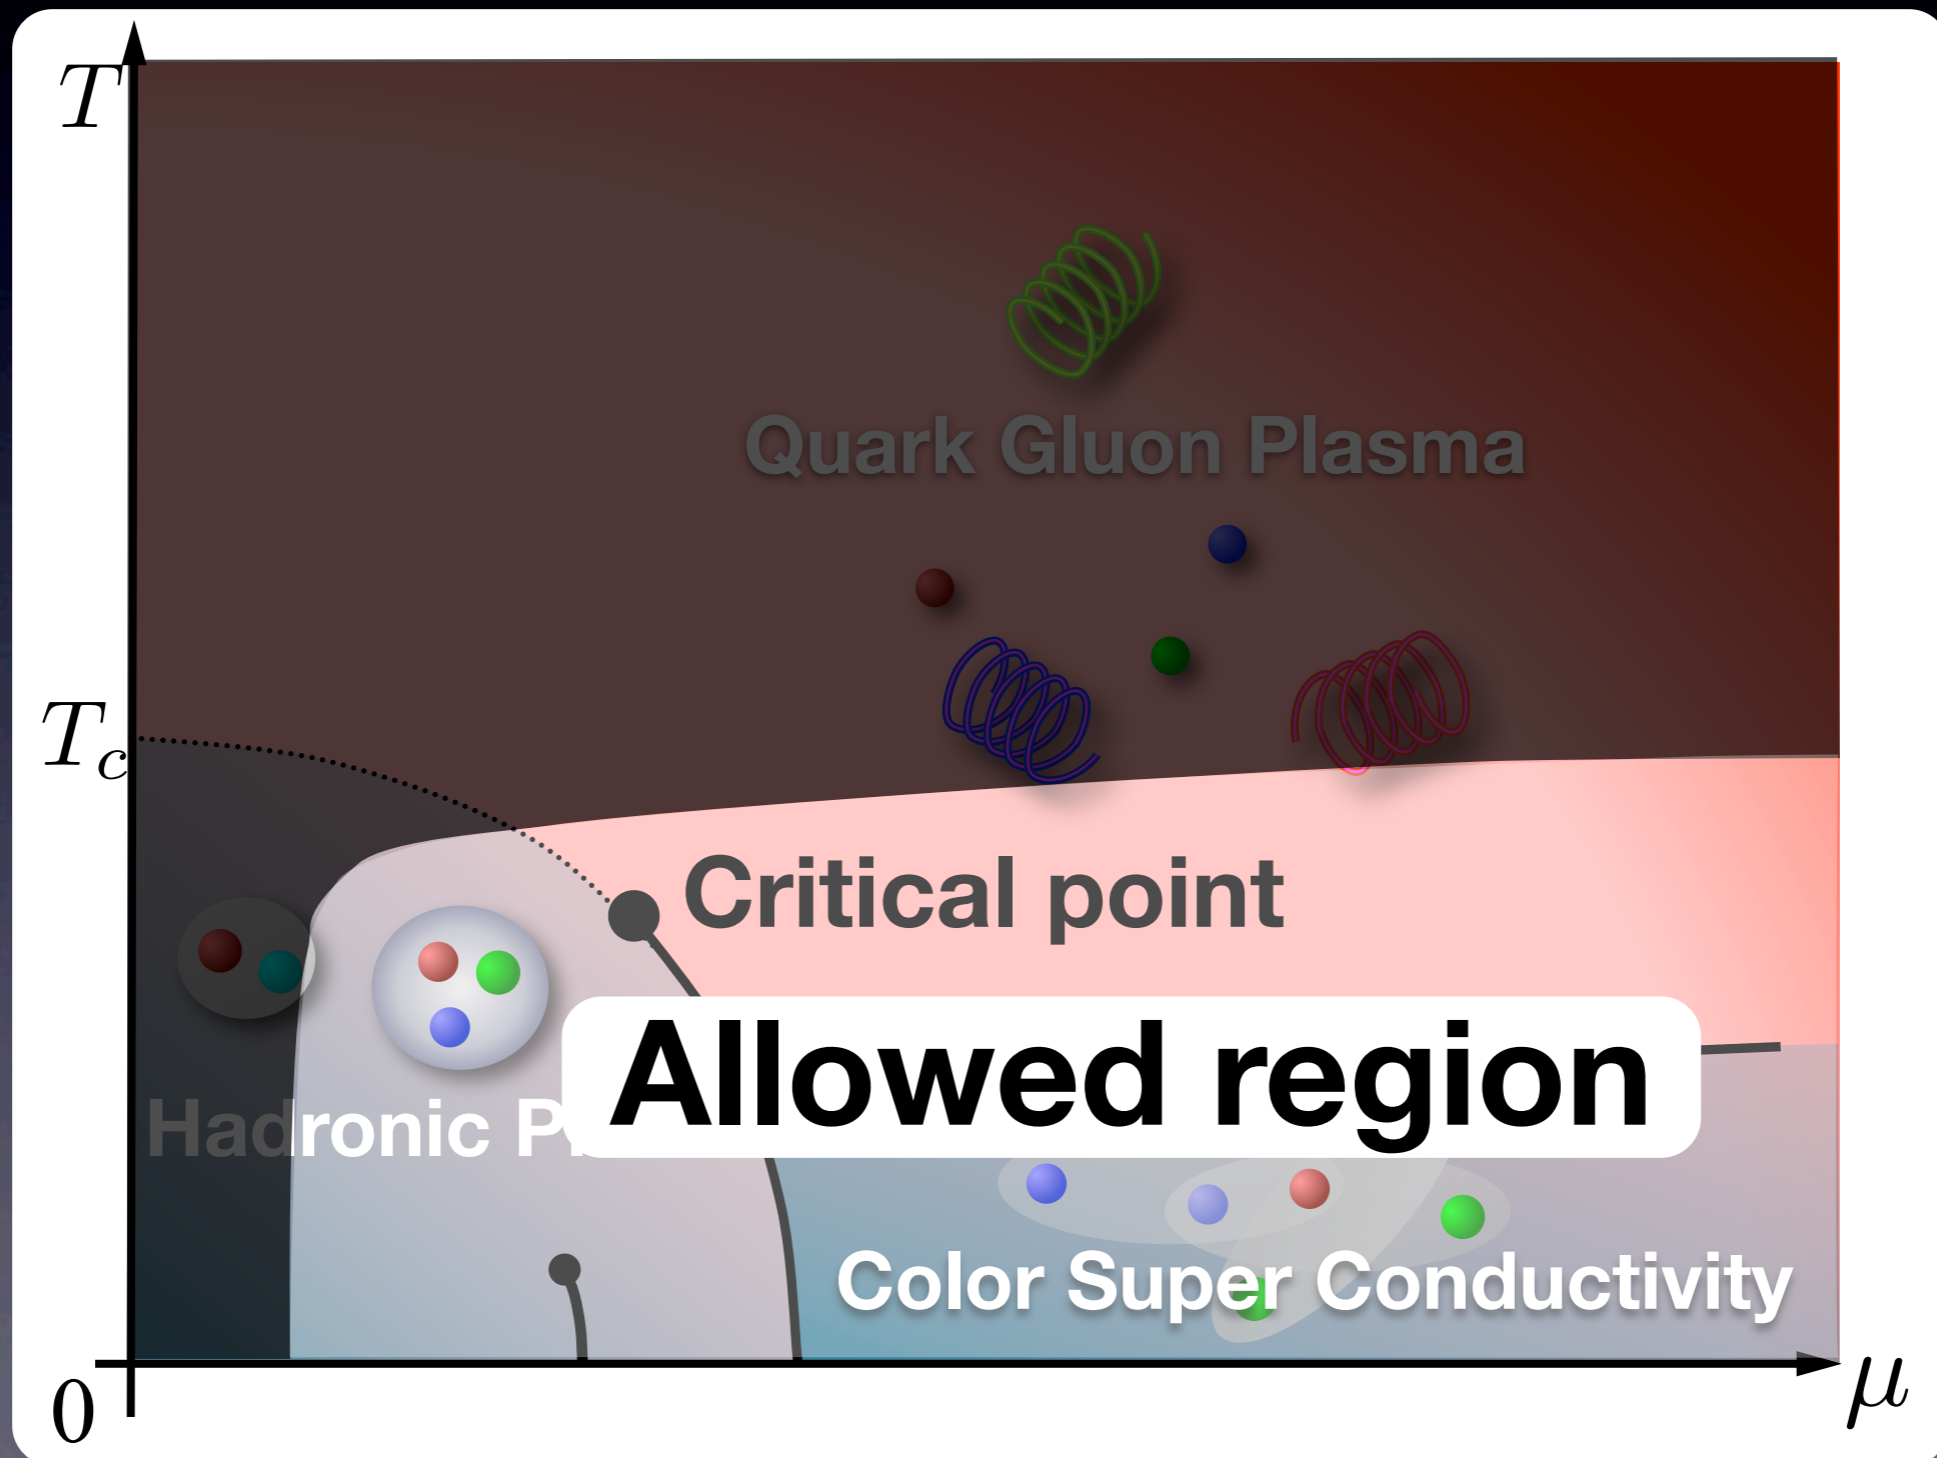 T
Quark Gluon Plasma
T_c
Critical point
Allowed region
Hadronic P
Color Super Conductivity
0
μ